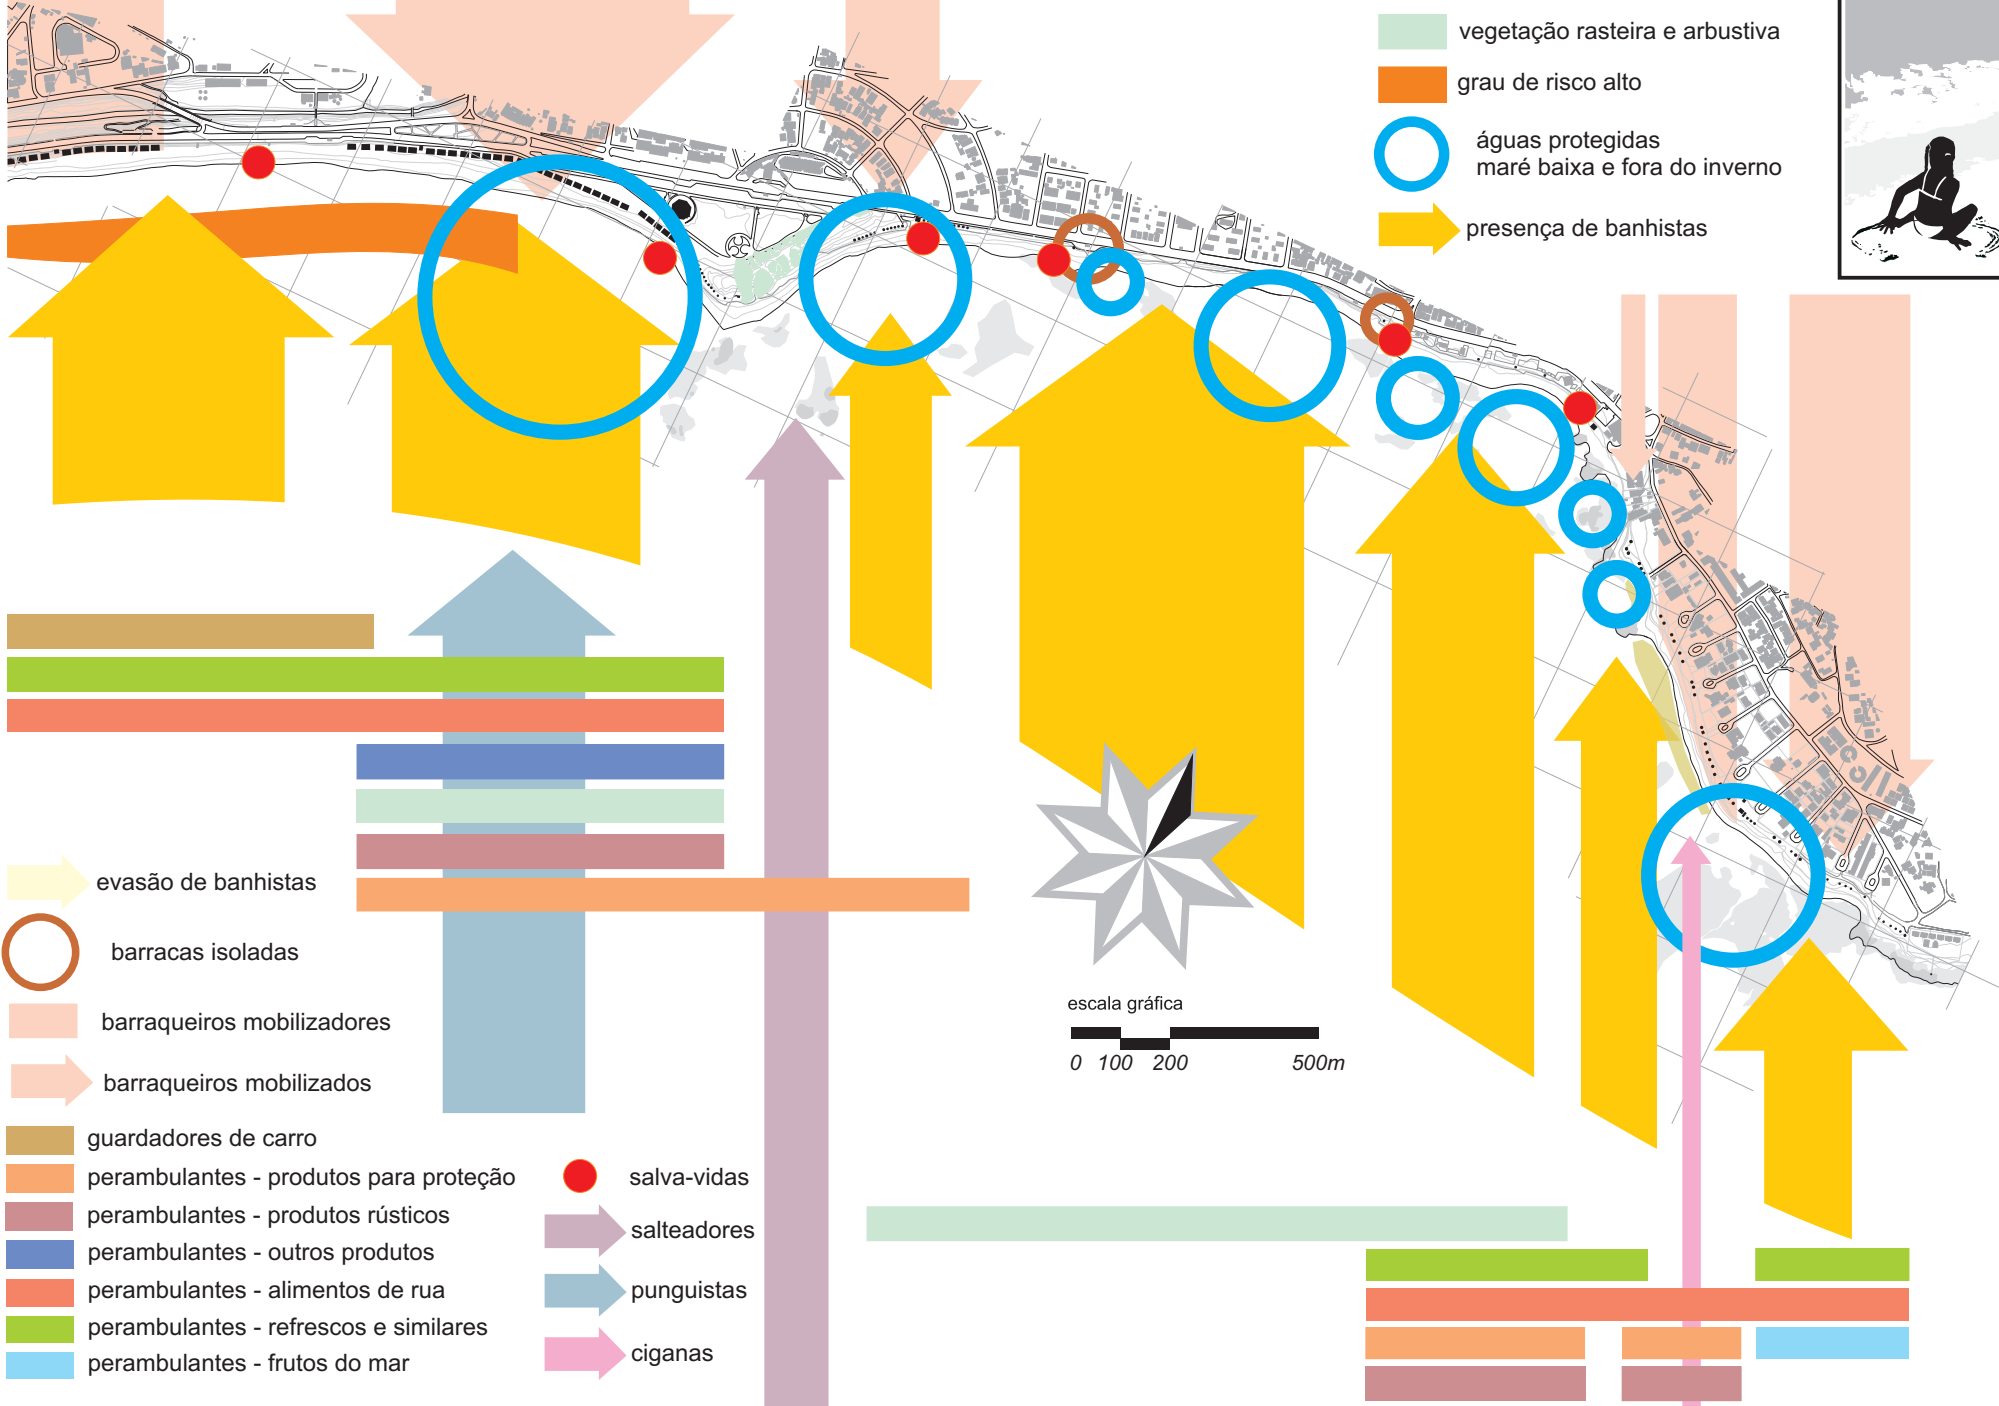 vegetação rasteira e arbustiva
grau de risco alto
águas protegidas
maré baixa e fora do inverno
presença de banhistas
evasão de banhistas
barracas isoladas
barraqueiros mobilizadores
barraqueiros mobilizados
guardadores de carro
perambulantes - produtos para proteção
perambulantes - produtos rústicos
perambulantes - outros produtos
perambulantes - alimentos de rua
perambulantes - refrescos e similares
perambulantes - frutos do mar
salva-vidas
salteadores
punguistas
ciganas
escala gráfica
0 100 200 500m